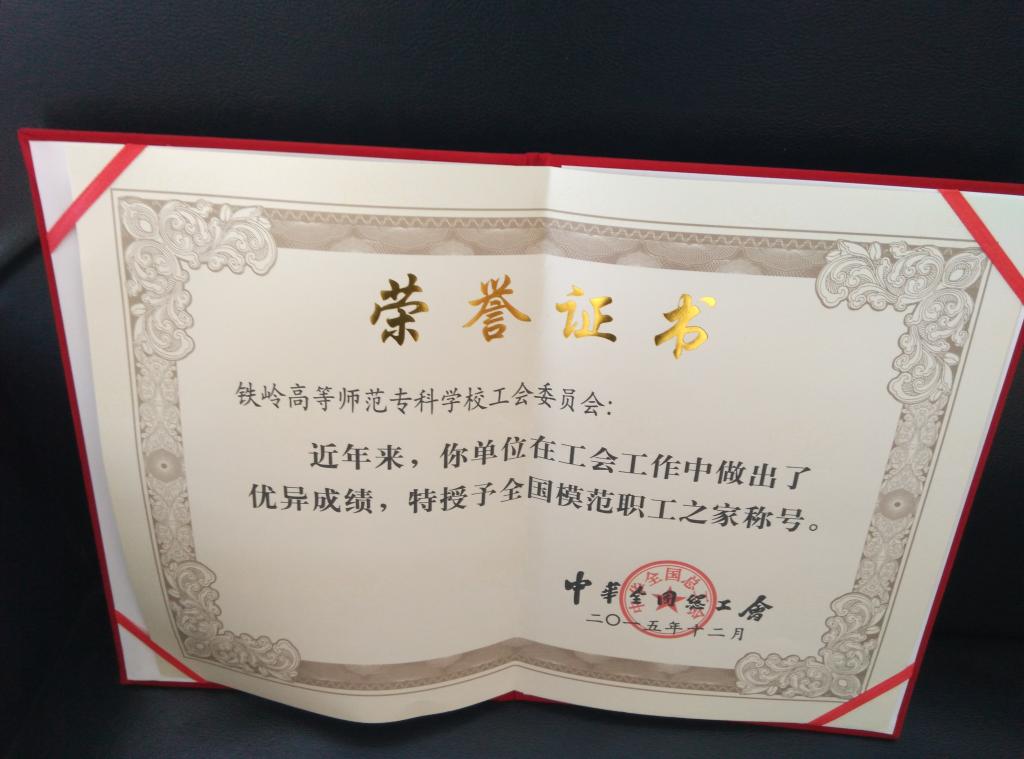 荣誉证书
铁岭高等师范专科学校工会委员会：
近年来，你单位在工会工作中做出了
优异成绩，特授予全国模范职工之家称号。
中華全国总工會
二〇一五年十二月